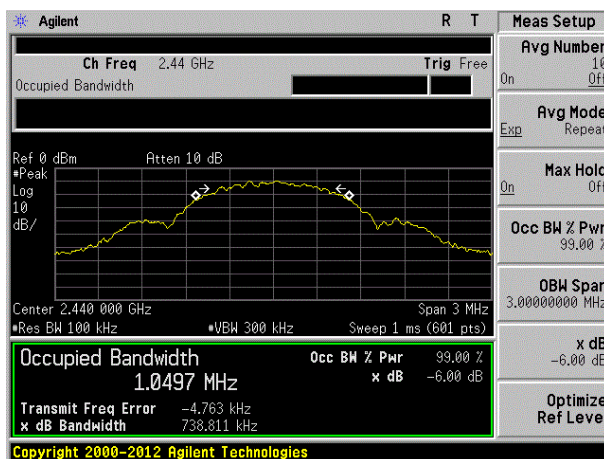 Agilent R T
Ch Freq 2.44 GHz Trig Free
Occupied Bandwidth
Ref 0 dBm Atten 10 dB
#Peak
Log
10
dB/
Center 2.440 000 GHz Span 3 MHz
#Res BW 100 kHz #VBW 300 kHz Sweep 1 ms (601 pts)
Occupied Bandwidth Occ BW % Pwr 99.00 %
1.0497 MHz x dB -6.00 dB
Transmit Freq Error -4.763 kHz
x dB Bandwidth 738.811 kHz
Copyright 2000-2012 Agilent Technologies
Meas Setup
Avg Number
10
On Off
Avg Mode
Exp Repeat
Max Hold
On Off
Occ BW % Pwr
99.00 %
OBW Span
3.00000000 MHz
x dB
-6.00 dB
Optimize
Ref Level